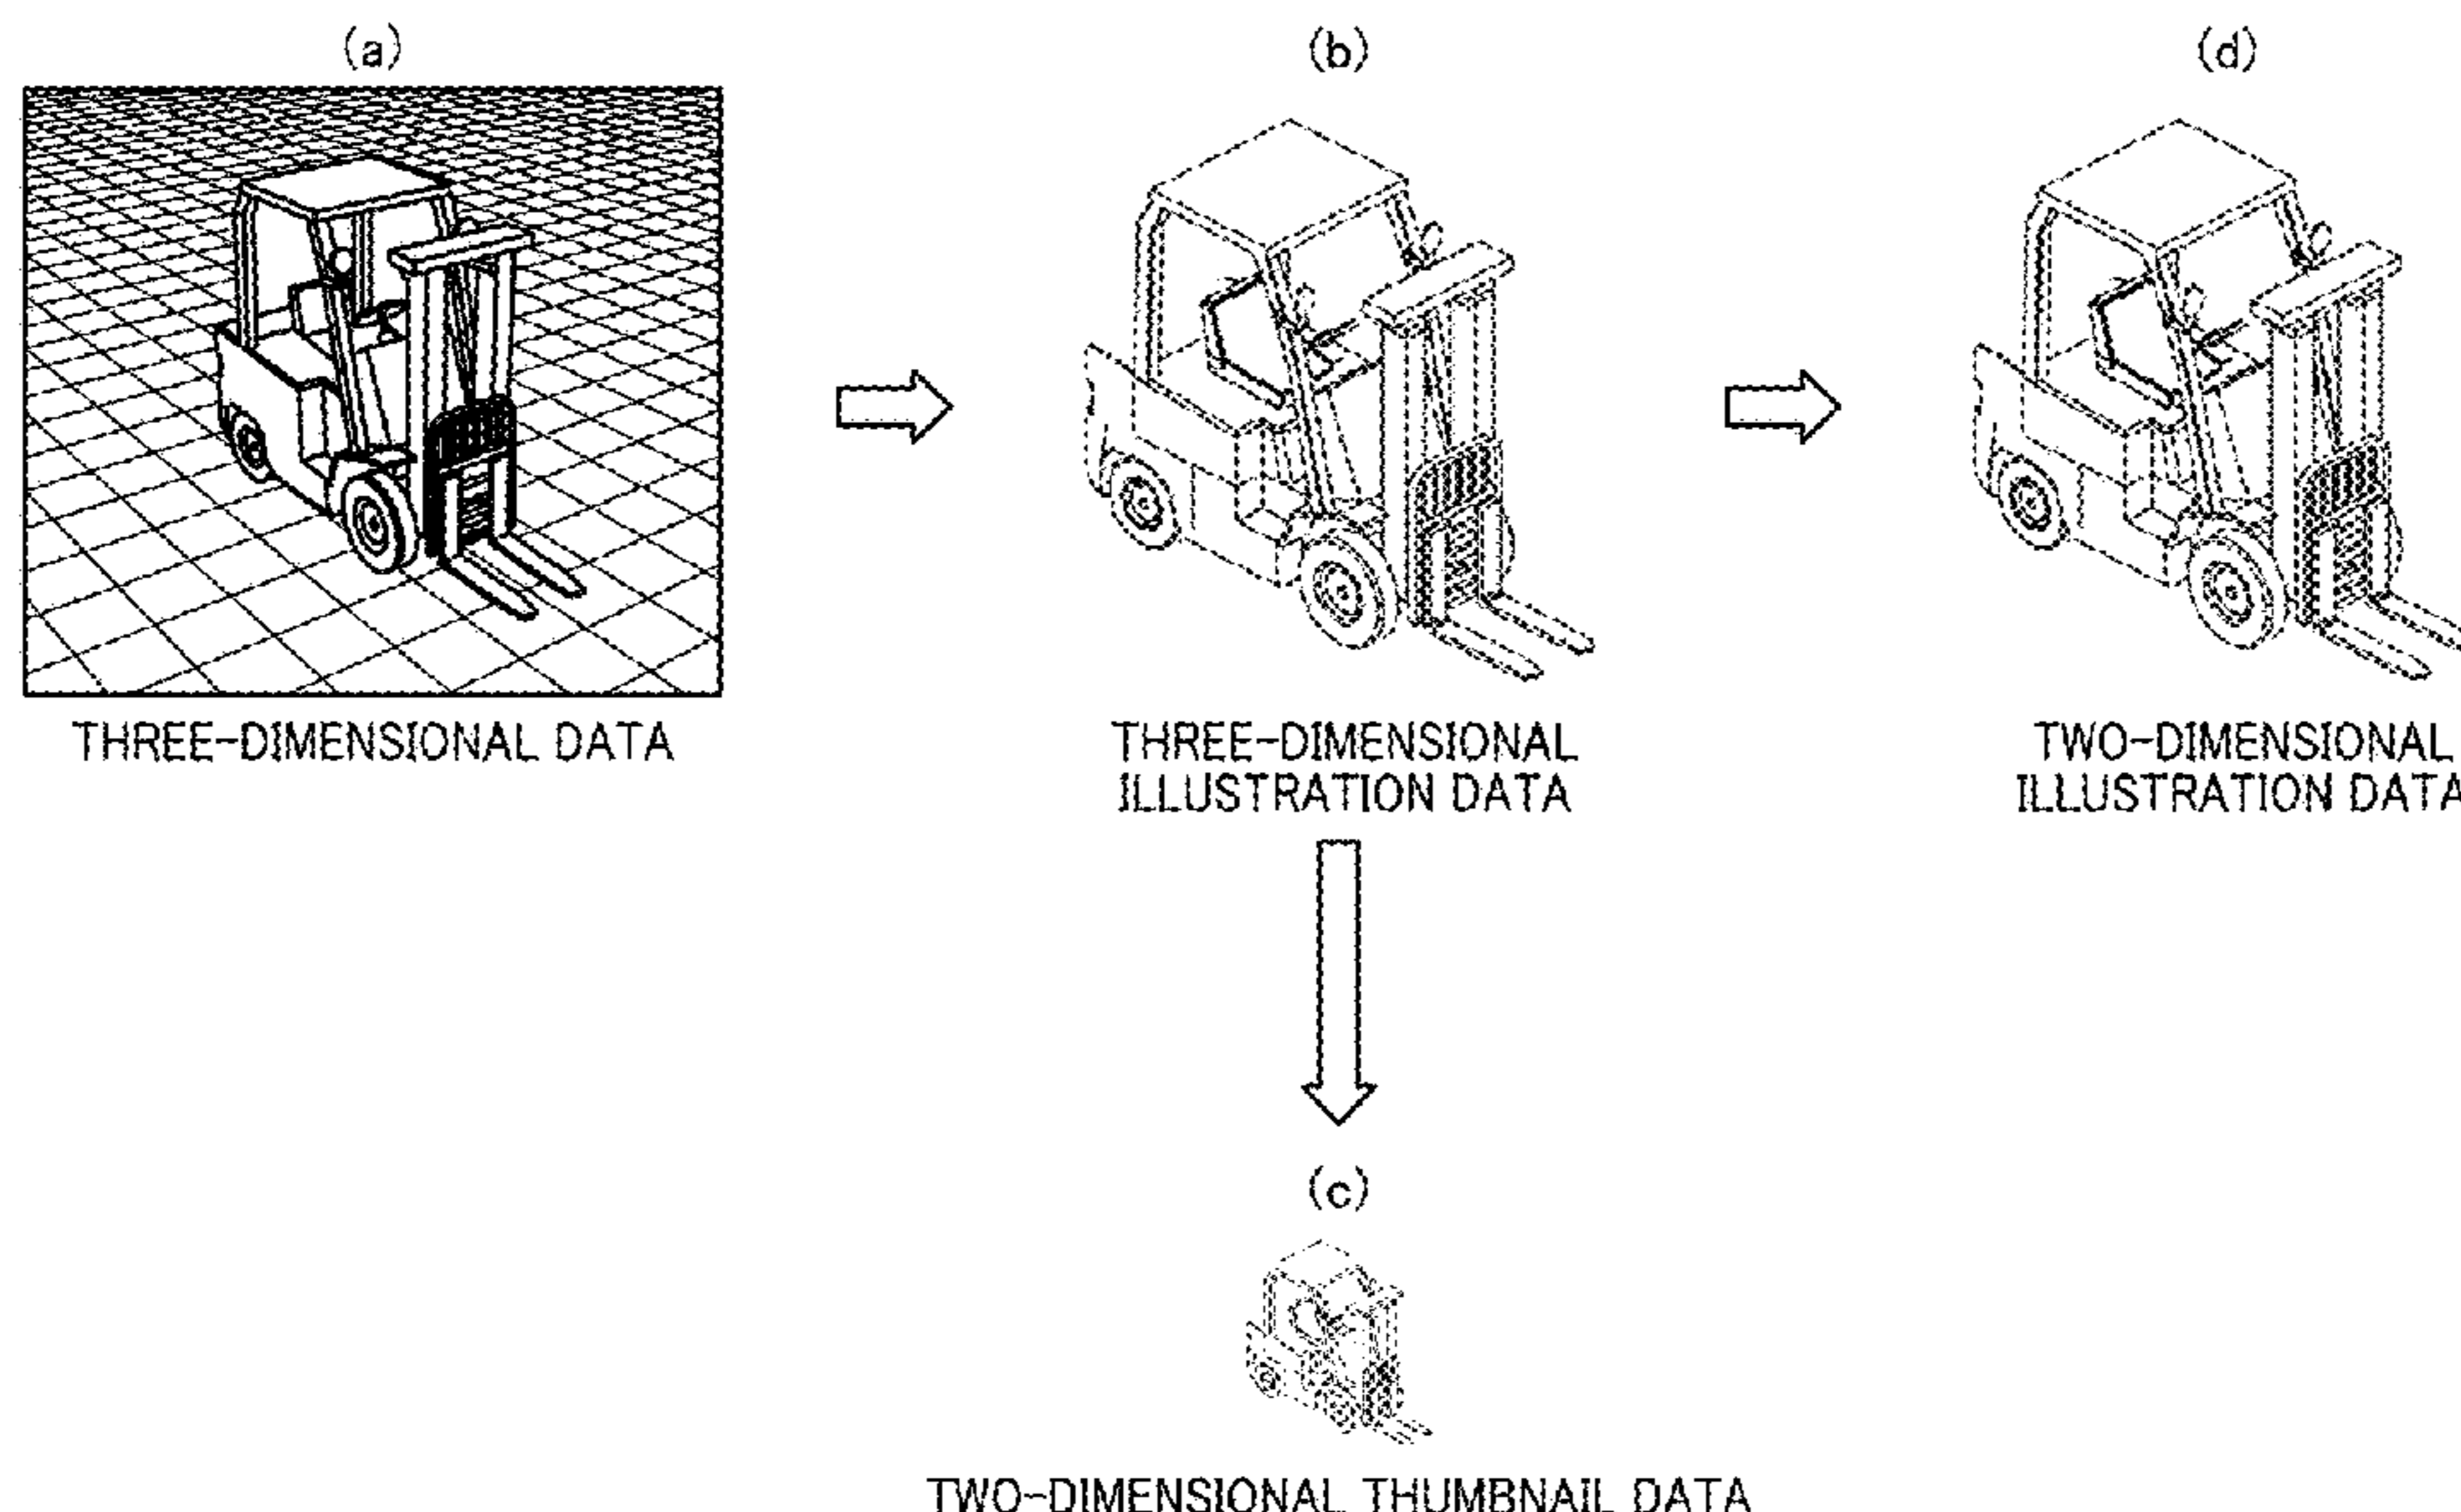 (a)
THREE-DIMENSIONAL DATA
(b)
THREE-DIMENSIONAL
ILLUSTRATION DATA
(d)
TWO-DIMENSIONAL
ILLUSTRATION DATA
(c)
TWO-DIMENSIONAL THUMBNAIL DATA